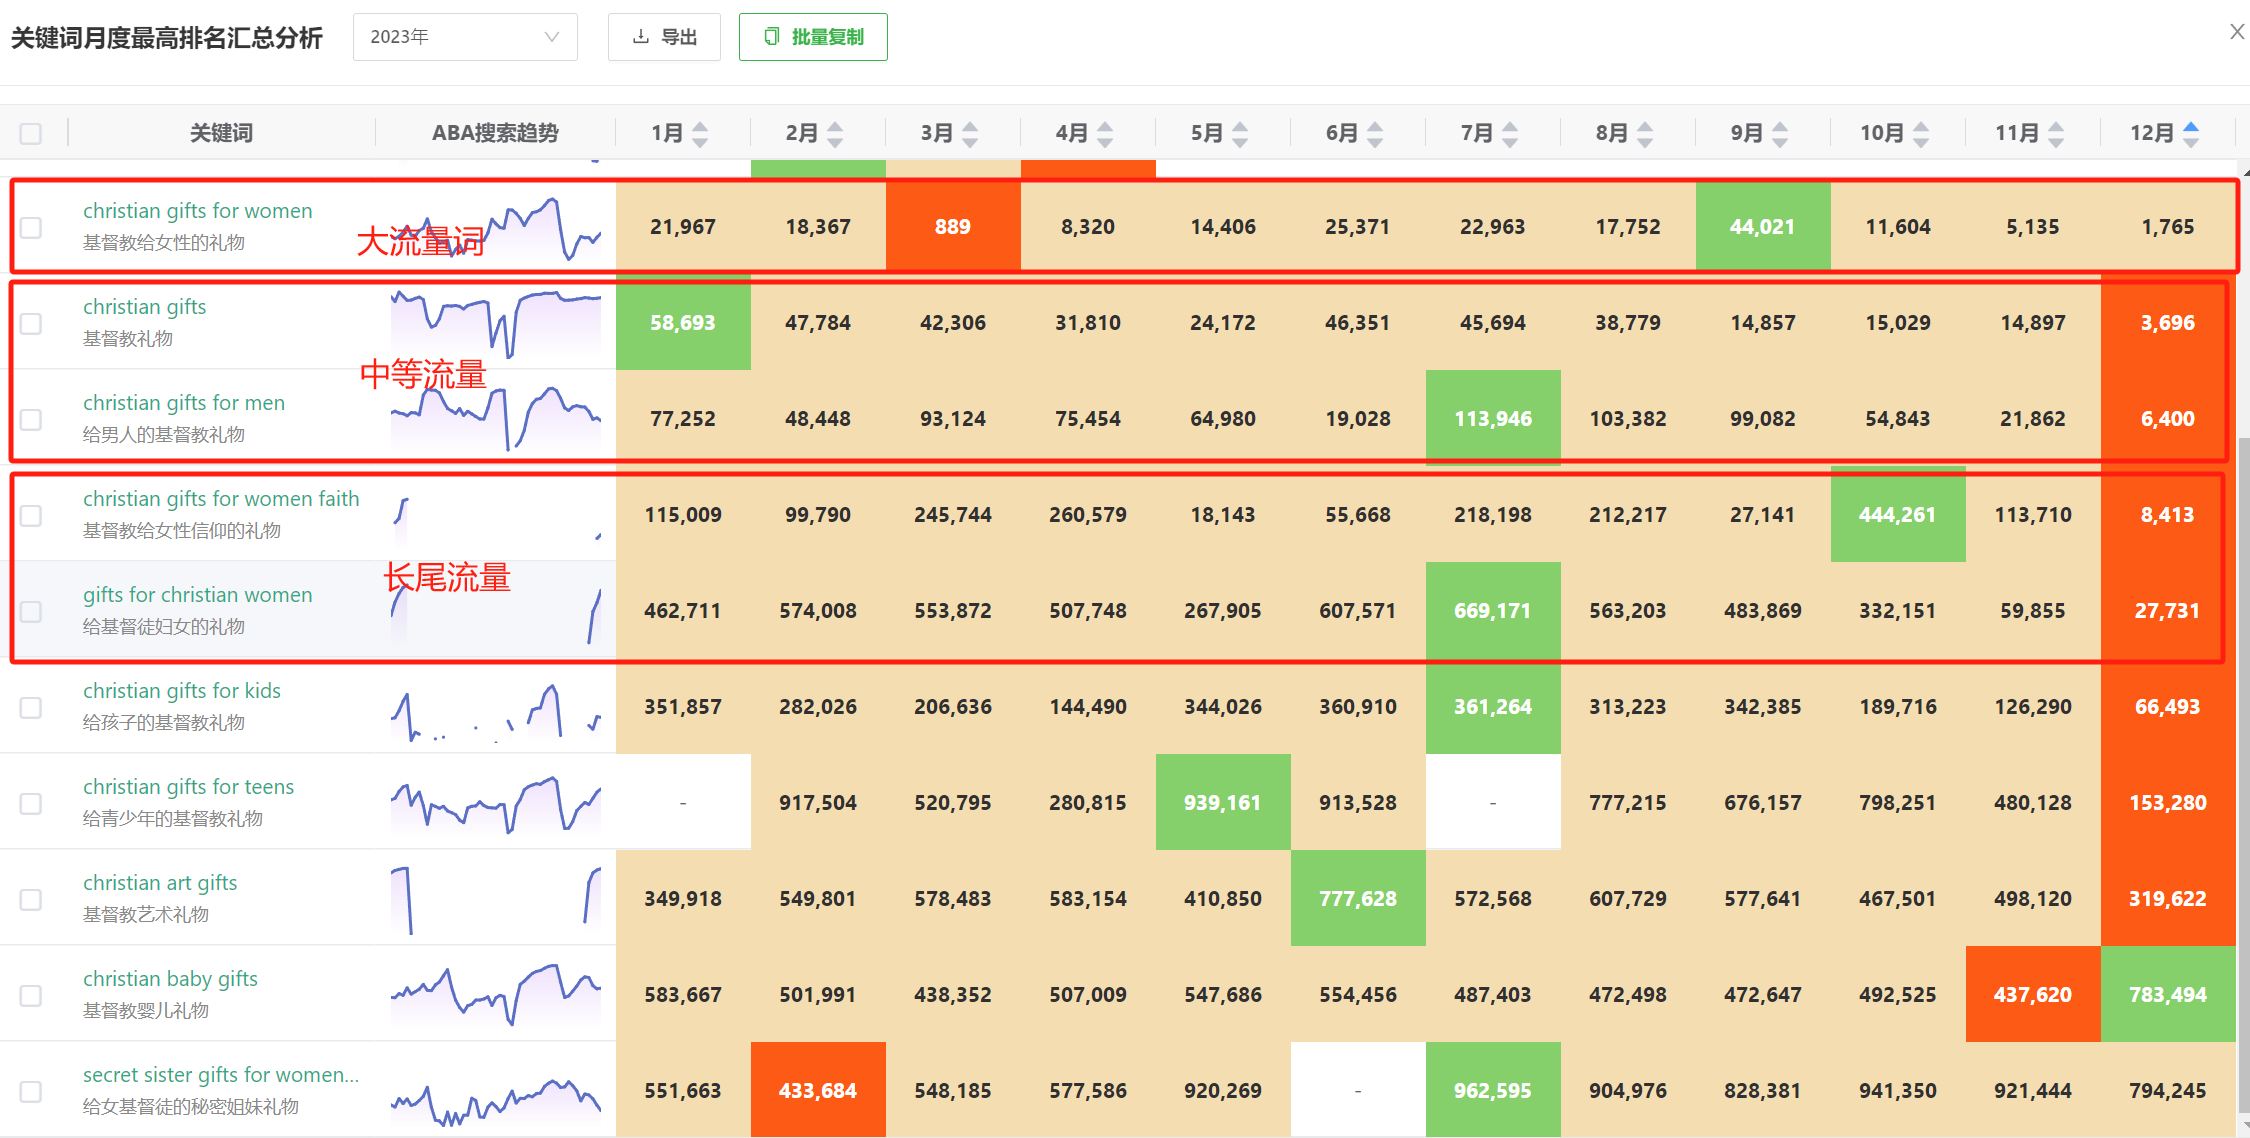 关键词月度最高排名汇总分析 2023年 导出 批量复制
关键词 ABA搜索趋势 1月 2月 3月 4月 5月 6月 7月 8月 9月 10月 11月 12月
christian gifts for women 21,967 18,367 889 8,320 14,406 25,371 22,963 17,752 44,021 11,604 5,135 1,765
基督教给女性的礼物 大流量词
christian gifts 58,693 47,784 42,306 31,810 24,172 46,351 45,694 38,779 14,857 15,029 14,897 3,696
基督教礼物
中等流量
christian gifts for men 77,252 48,448 93,124 75,454 64,980 19,028 113,946 103,382 99,082 54,843 21,862 6,400
给男人的基督教礼物
christian gifts for women faith 115,009 99,790 245,744 260,579 18,143 55,668 218,198 212,217 27,141 444,261 113,710 8,413
基督教给女性信仰的礼物
长尾流量
gifts for christian women 462,711 574,008 553,872 507,748 267,905 607,571 669,171 563,203 483,869 332,151 59,855 27,731
给基督徒妇女的礼物
christian gifts for kids 351,857 282,026 206,636 144,490 344,026 360,910 361,264 313,223 342,385 189,716 126,290 66,493
给孩子的基督教礼物
christian gifts for teens - 917,504 520,795 280,815 939,161 913,528 - 777,215 676,157 798,251 480,128 153,280
给青少年的基督教礼物
christian art gifts 349,918 549,801 578,483 583,154 410,850 777,628 572,568 607,729 577,641 467,501 498,120 319,622
基督教艺术礼物
christian baby gifts 583,667 501,991 438,352 507,009 547,686 554,456 487,403 472,498 472,647 492,525 437,620 783,494
基督教婴儿礼物
secret sister gifts for women... 551,663 433,684 548,185 577,586 920,269 - 962,595 904,976 828,381 941,350 921,444 794,245
给女基督徒的秘密姐妹礼物